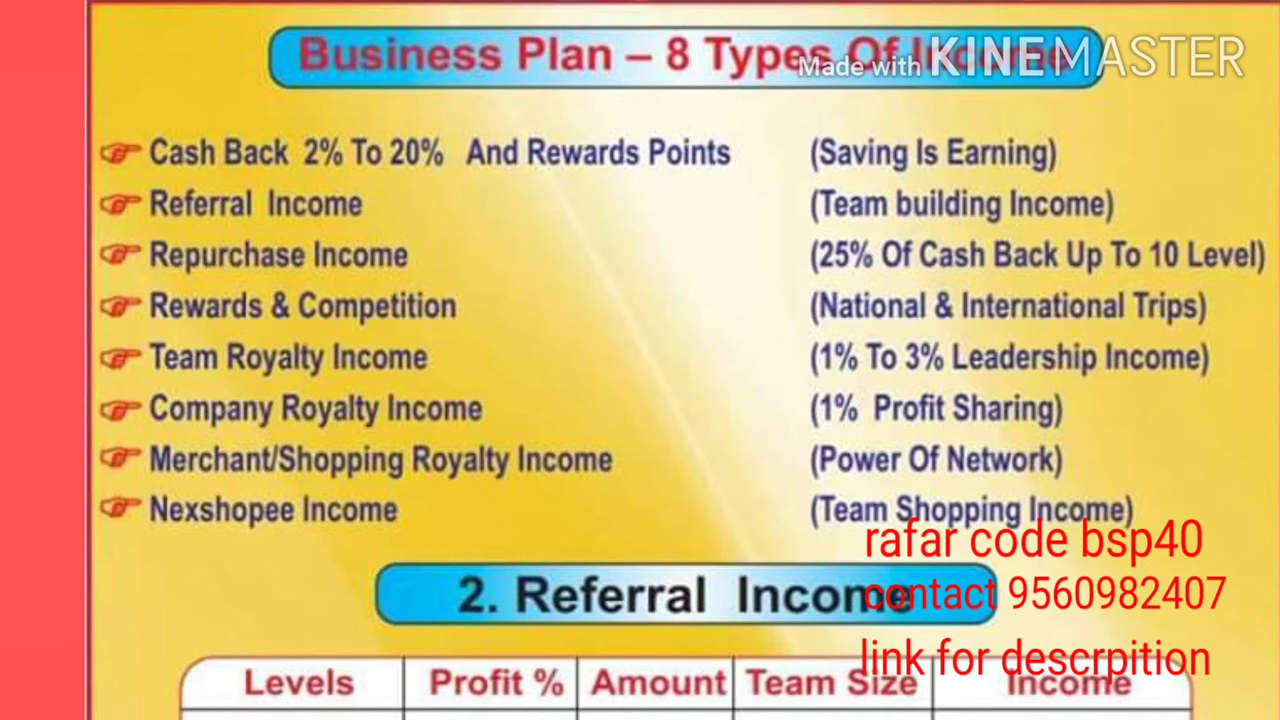 Business Plan – 8 Types Of Income
Made with KINEMASTER
Cash Back 2% To 20% And Rewards Points (Saving Is Earning)
Referral Income (Team building Income)
Repurchase Income (25% Of Cash Back Up To 10 Level)
Rewards & Competition (National & International Trips)
Team Royalty Income (1% To 3% Leadership Income)
Company Royalty Income (1% Profit Sharing)
Merchant/Shopping Royalty Income (Power Of Network)
Nexshopee Income (Team Shopping Income)
rafar code bsp40
2. Referral Income
contact 9560982407
link for descrpition
Levels Profit % Amount Team Size Income